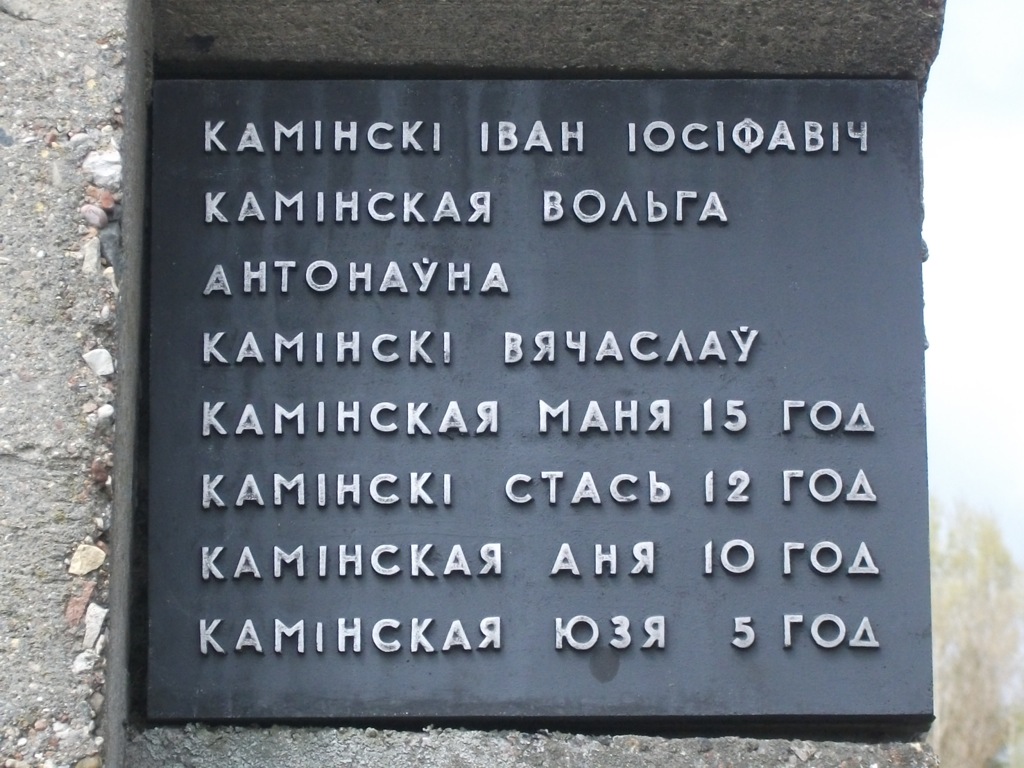 КАМІНСКІ ІВАН ІОСІФАВІЧ
КАМІНСКАЯ ВОЛЬГА
АНТОНАЎНА
КАМІНСКІ ВЯЧАСЛАЎ
КАМІНСКАЯ МАНЯ 15 ГОД
КАМІНСКІ СТАСЬ 12 ГОД
КАМІНСКАЯ АНЯ 10 ГОД
КАМІНСКАЯ ЮЗЯ 5 ГОД